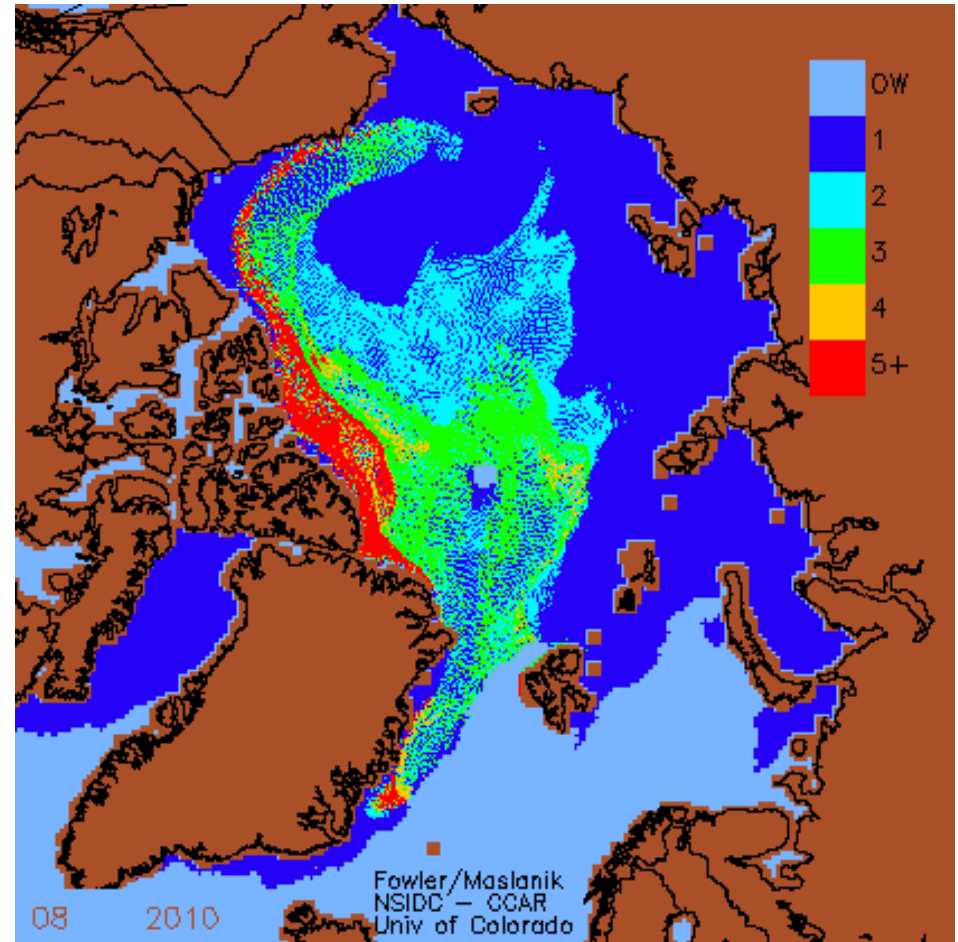 OW
1
2
3
4
5+
Fowler/Maslanik
NSIDC – CCAR
Univ of Colorado
08 2010